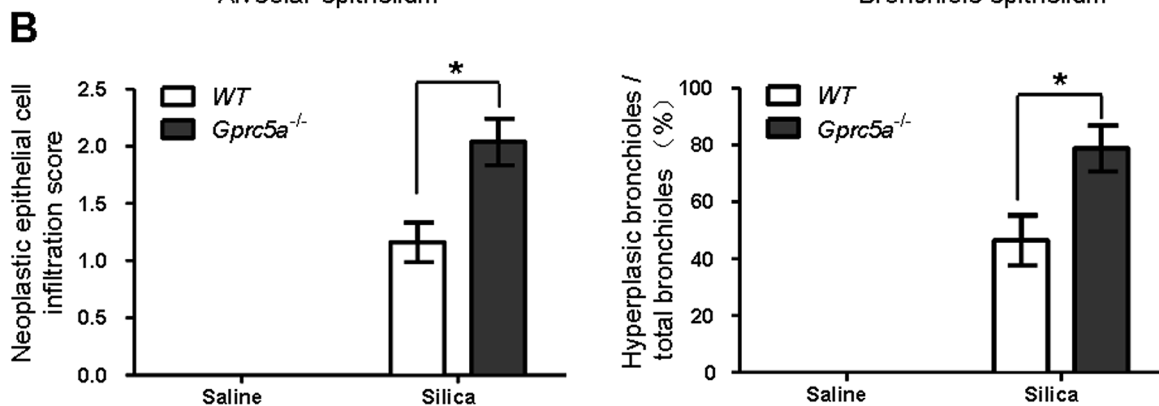 Alveolar epithelium
Bronchiole epithelium
B
Neoplastic epithelial cell
infiltration score
2.5
2.0
1.5
1.0
0.5
0.0
WT
Gprc5a-/-
*
Saline
Silica
Hyperplasic bronchioles /
total bronchioles （%）
100
80
60
40
20
0
WT
Gprc5a-/-
*
Saline
Silica